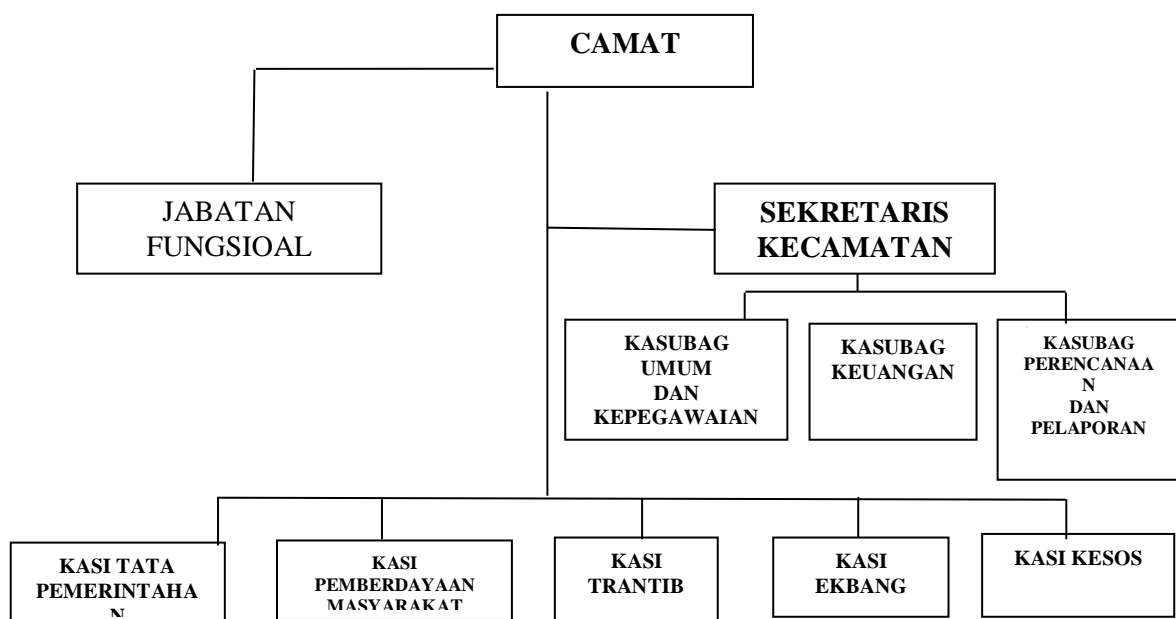 CAMAT
JABATAN
FUNGSIOAL
SEKRETARIS
KECAMATAN
KASUBAG
UMUM
DAN
KEPEGAWAIAN
KASUBAG
KEUANGAN
KASUBAG
PERENCANAA
N
DAN
PELAPORAN
KASI TATA
PEMERINTAHA
N
KASI
PEMBERDAYAAN
MASYARAKAT
KASI
TRANTIB
KASI
EKBANG
KASI KESOS